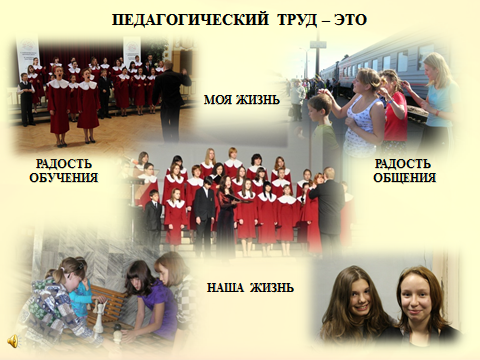 ПЕДАГОГИЧЕСКИЙ ТРУД – ЭТО
МОЯ ЖИЗНЬ
РАДОСТЬ
ОБУЧЕНИЯ
РАДОСТЬ
ОБЩЕНИЯ
НАША ЖИЗНЬ